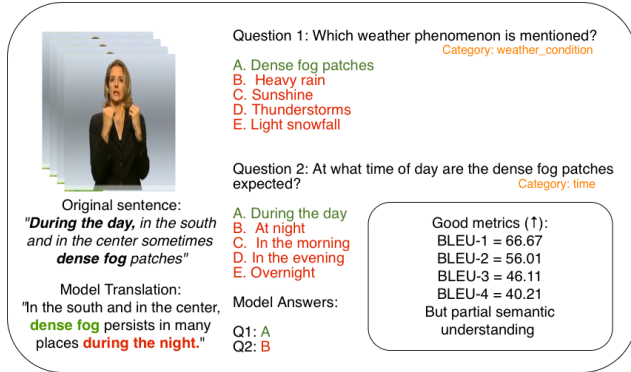 Original sentence:
"During the day, in the south
and in the center sometimes
dense fog patches"
Model Translation:
"In the south and in the center,
dense fog persists in many
places during the night."
Question 1: Which weather phenomenon is mentioned?
Category: weather_condition
A. Dense fog patches
B. Heavy rain
C. Sunshine
D. Thunderstorms
E. Light snowfall
Question 2: At what time of day are the dense fog patches
expected?
Category: time
A. During the day
B. At night
C. In the morning
D. In the evening
E. Overnight
Model Answers:
Q1: A
Q2: B
Good metrics (↑):
BLEU-1 = 66.67
BLEU-2 = 56.01
BLEU-3 = 46.11
BLEU-4 = 40.21
But partial semantic
understanding